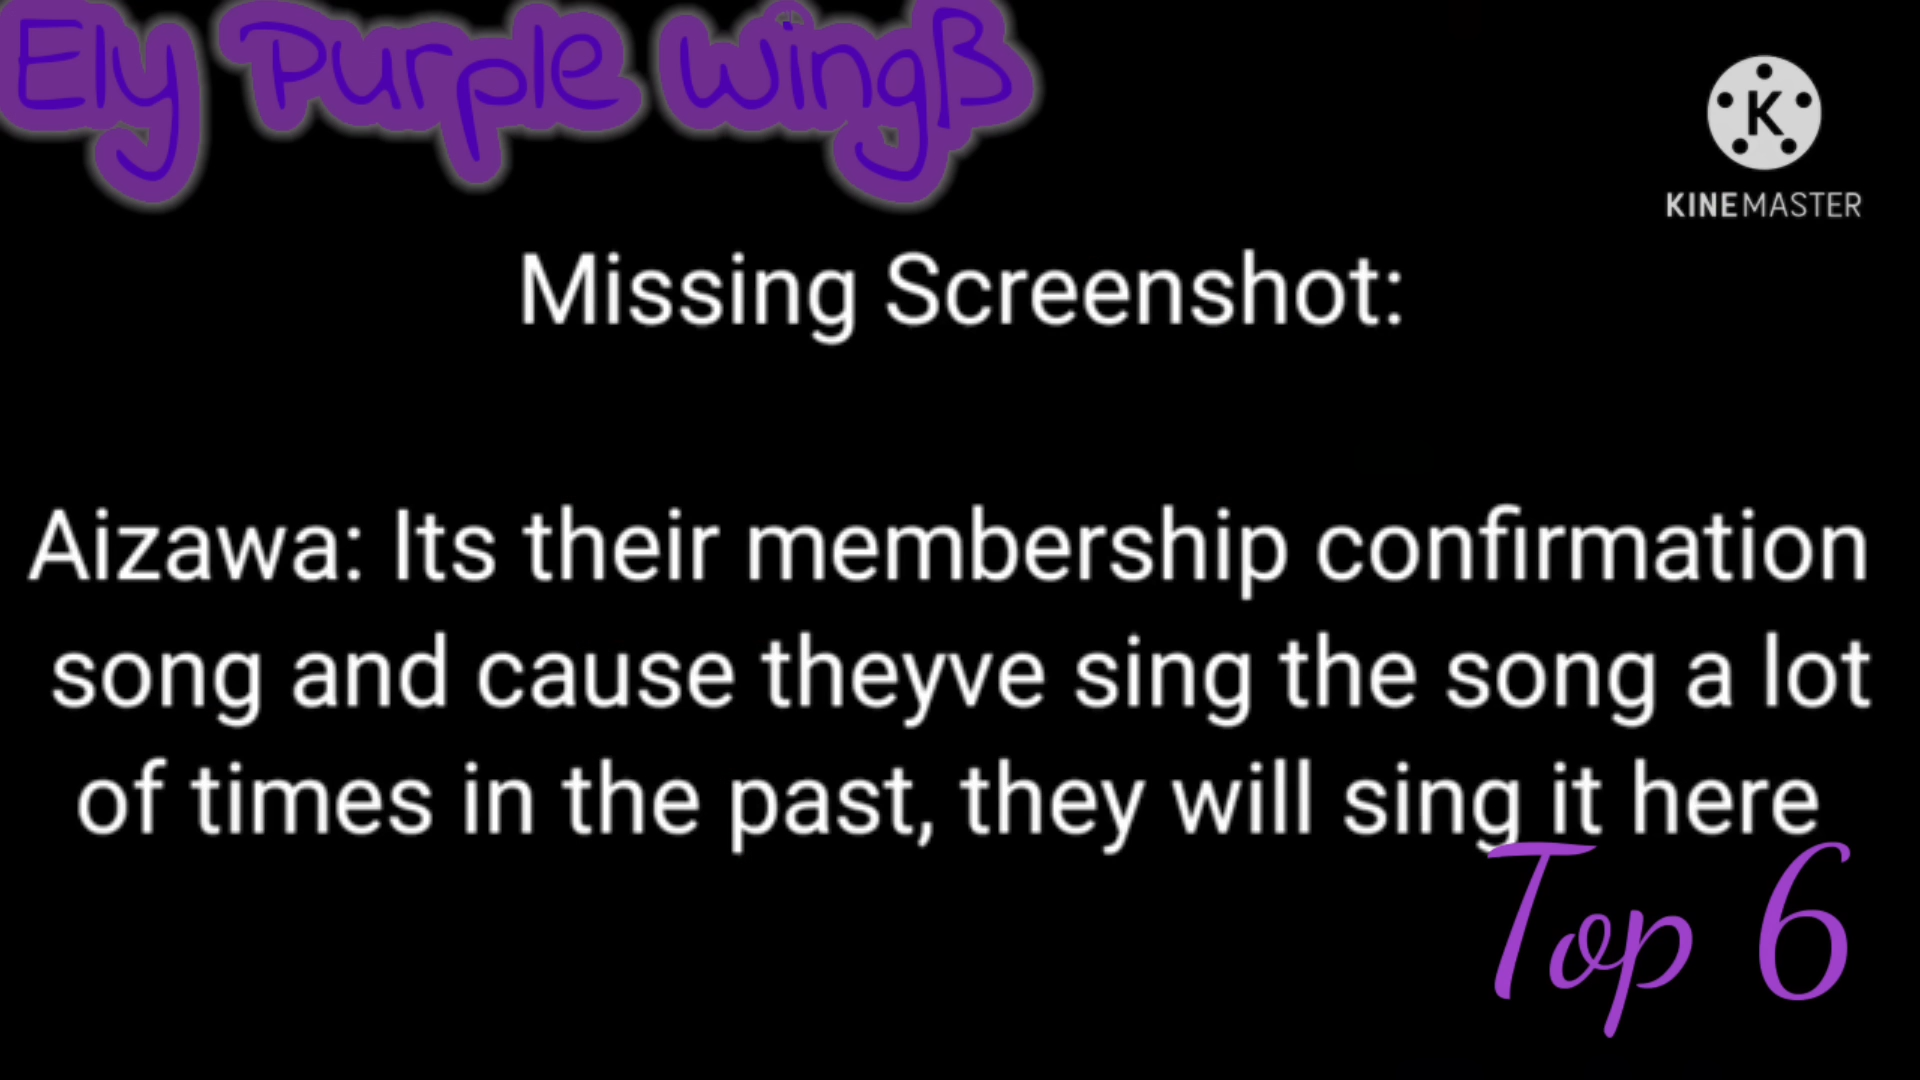 Ely Purple WingB
K
KINEMASTER
Missing Screenshot:
Aizawa: Its their membership confirmation
song and cause theyve sing the song a lot
of times in the past, they will sing it here
Top 6